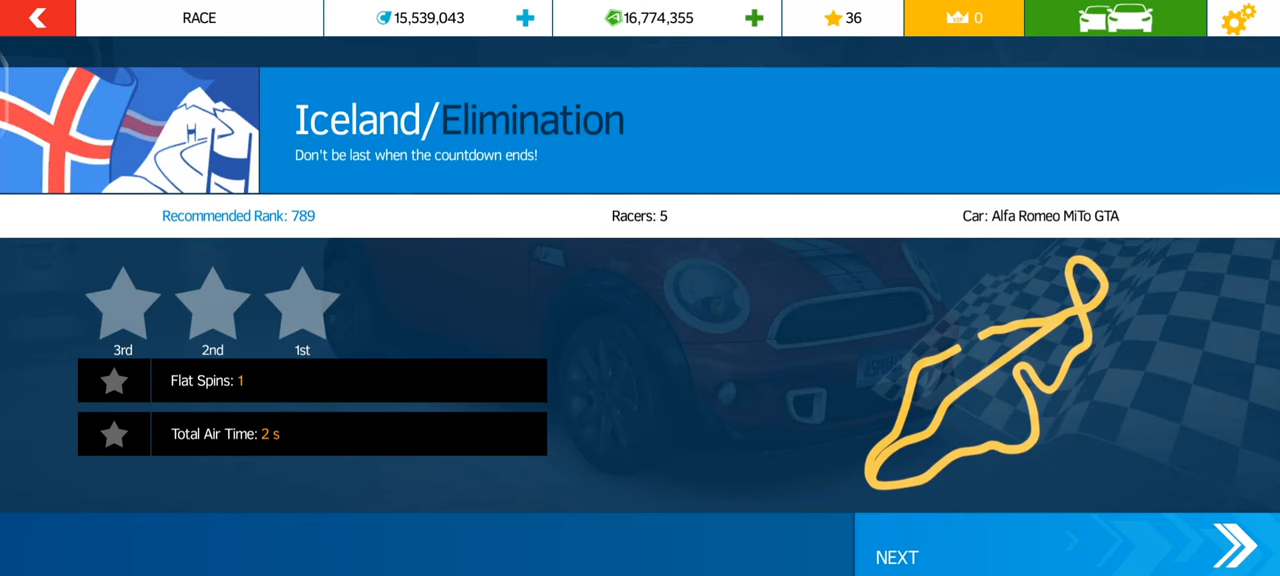 RACE
15,539,043
16,774,355
36
VIP 0
Iceland/Elimination
Don't be last when the countdown ends!
Recommended Rank: 789
Racers: 5
Car: Alfa Romeo MiTo GTA
3rd
2nd
1st
Flat Spins: 1
Total Air Time: 2 s
NEXT